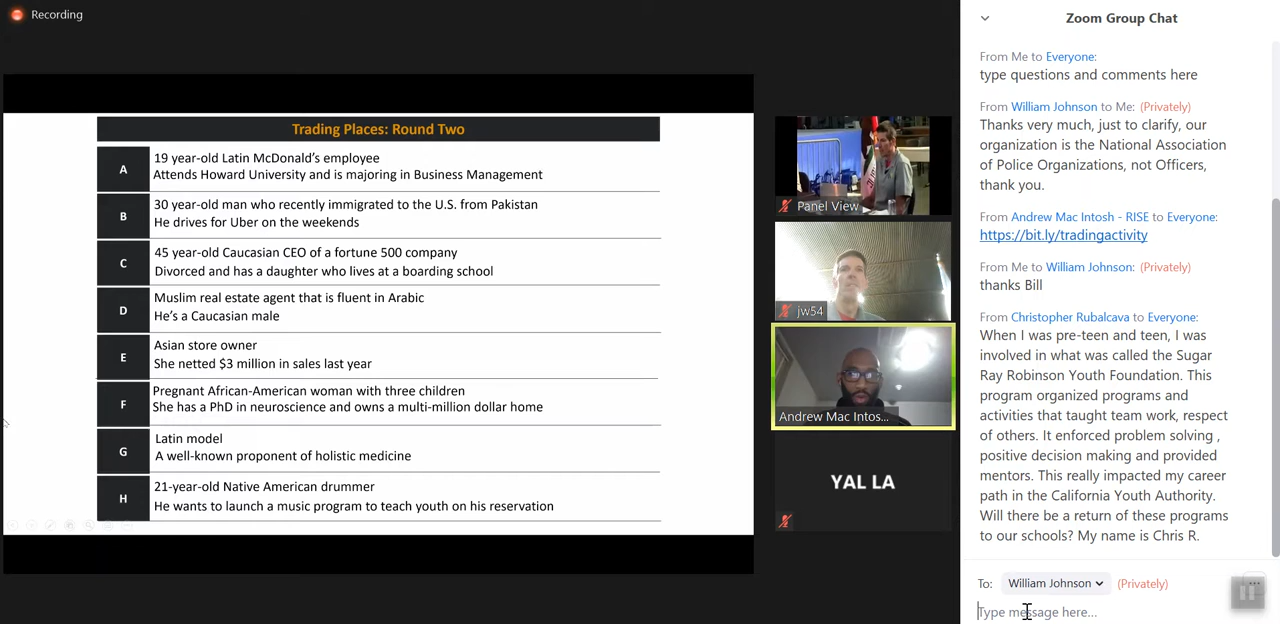 Recording
Trading Places: Round Two
A
19 year-old Latin McDonald's employee
Attends Howard University and is majoring in Business Management
B
30 year-old man who recently immigrated to the U.S. from Pakistan
He drives for Uber on the weekends
C
45 year-old Caucasian CEO of a fortune 500 company
Divorced and has a daughter who lives at a boarding school
D
Muslim real estate agent that is fluent in Arabic
He's a Caucasian male
E
Asian store owner
She netted $3 million in sales last year
F
Pregnant African-American woman with three children
She has a PhD in neuroscience and owns a multi-million dollar home
G
Latin model
A well-known proponent of holistic medicine
H
21-year-old Native American drummer
He wants to launch a music program to teach youth on his reservation
Panel View
jw54
Andrew Mac Intos...
YAL LA
Zoom Group Chat
From Me to Everyone:
type questions and comments here
From William Johnson to Me: (Privately)
Thanks very much, just to clarify, our
organization is the National Association
of Police Organizations, not Officers,
thank you.
From Andrew Mac Intosh - RISE to Everyone:
https://bit.ly/tradingactivity
From Me to William Johnson: (Privately)
thanks Bill
From Christopher Rubalcava to Everyone:
When I was pre-teen and teen, I was
involved in what was called the Sugar
Ray Robinson Youth Foundation. This
program organized programs and
activities that taught team work, respect
of others. It enforced problem solving ,
positive decision making and provided
mentors. This really impacted my career
path in the California Youth Authority.
Will there be a return of these programs
to our schools? My name is Chris R.
To: William Johnson (Privately)
Type message here...